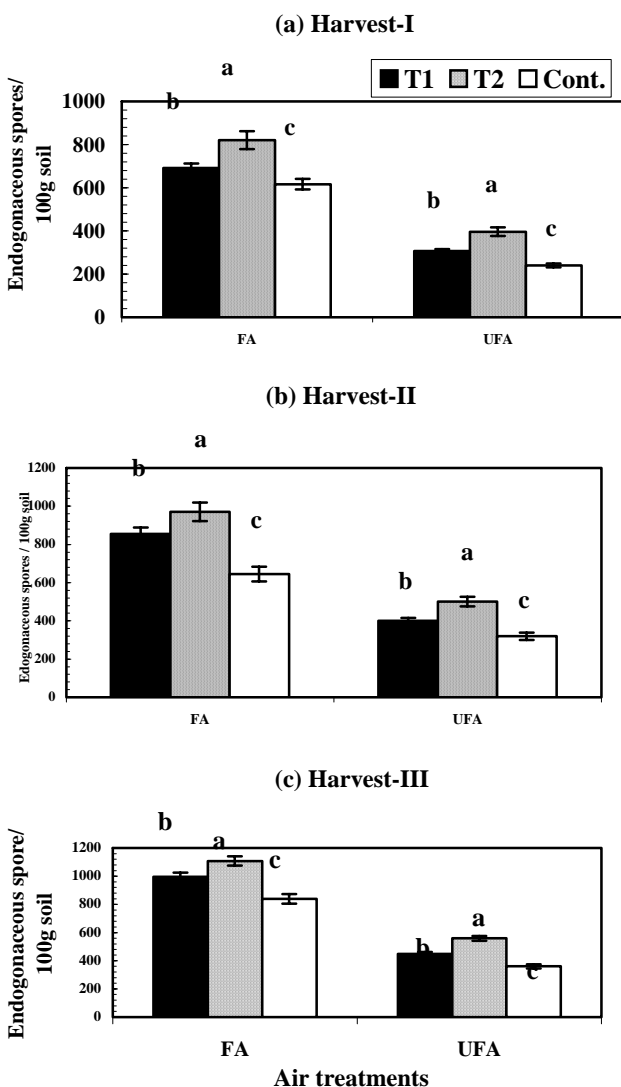 (a) Harvest-I
a
T1 T2 Cont.
b
c
a
b
c
Endogonaceous spores/
100g soil
1000
800
600
400
200
0
FA UFA
(b) Harvest-II
a
b
c
a
b
c
Edogonaceous spores / 100g soil
1200
1000
800
600
400
200
0
FA UFA
(c) Harvest-III
b
a
c
a
b
c
Endogonaceous spore/
100g soil
1200
1000
800
600
400
200
0
FA UFA
Air treatments